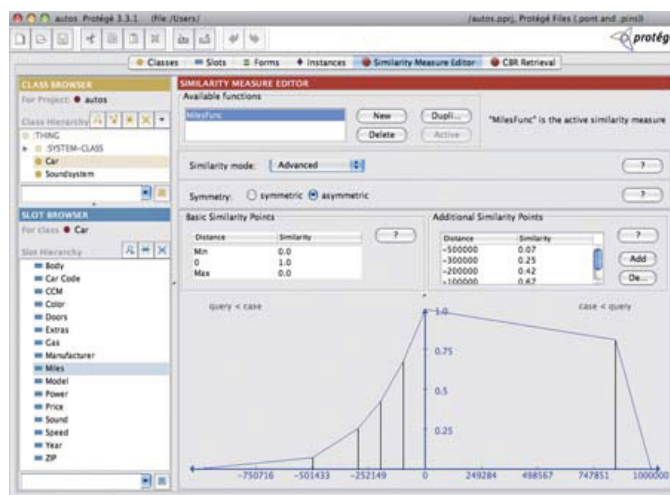 autos Protégé 3.3.1 (file:/Users/ /autos.pprj, Protégé Files (.pont and .pins))
protégé
Classes Slots Forms Instances Similarity Measure Editor CBR Retrieval
CLASS BROWSER
For Project: autos
Class Hierarchy
:THING
:SYSTEM-CLASS
Car
Soundsystem
SLOT BROWSER
For class Car
Slot Hierarchy
Body
Car Code
CCM
Color
Doors
Extras
Gas
Manufacturer
Miles
Model
Power
Price
Sound
Speed
Year
ZIP
SIMILARITY MEASURE EDITOR
Available functions
MilesFunc
New Dupli...
Delete Active
"MilesFunc" is the active similarity measure
Similarity mode: Advanced ?
Symmetry: symmetric asymmetric ?
Basic Similarity Points
Distance Similarity ?
Min 0.0
0 1.0
Max 0.0
Additional Similarity Points
Distance Similarity ?
-500000 0.07
-300000 0.25 Add
-200000 0.42
-100000 0.67 De...
query < case case < query
1.0
0.75
0.5
0.25
-750716 -501433 -252149 0 249284 498567 747851 1000000